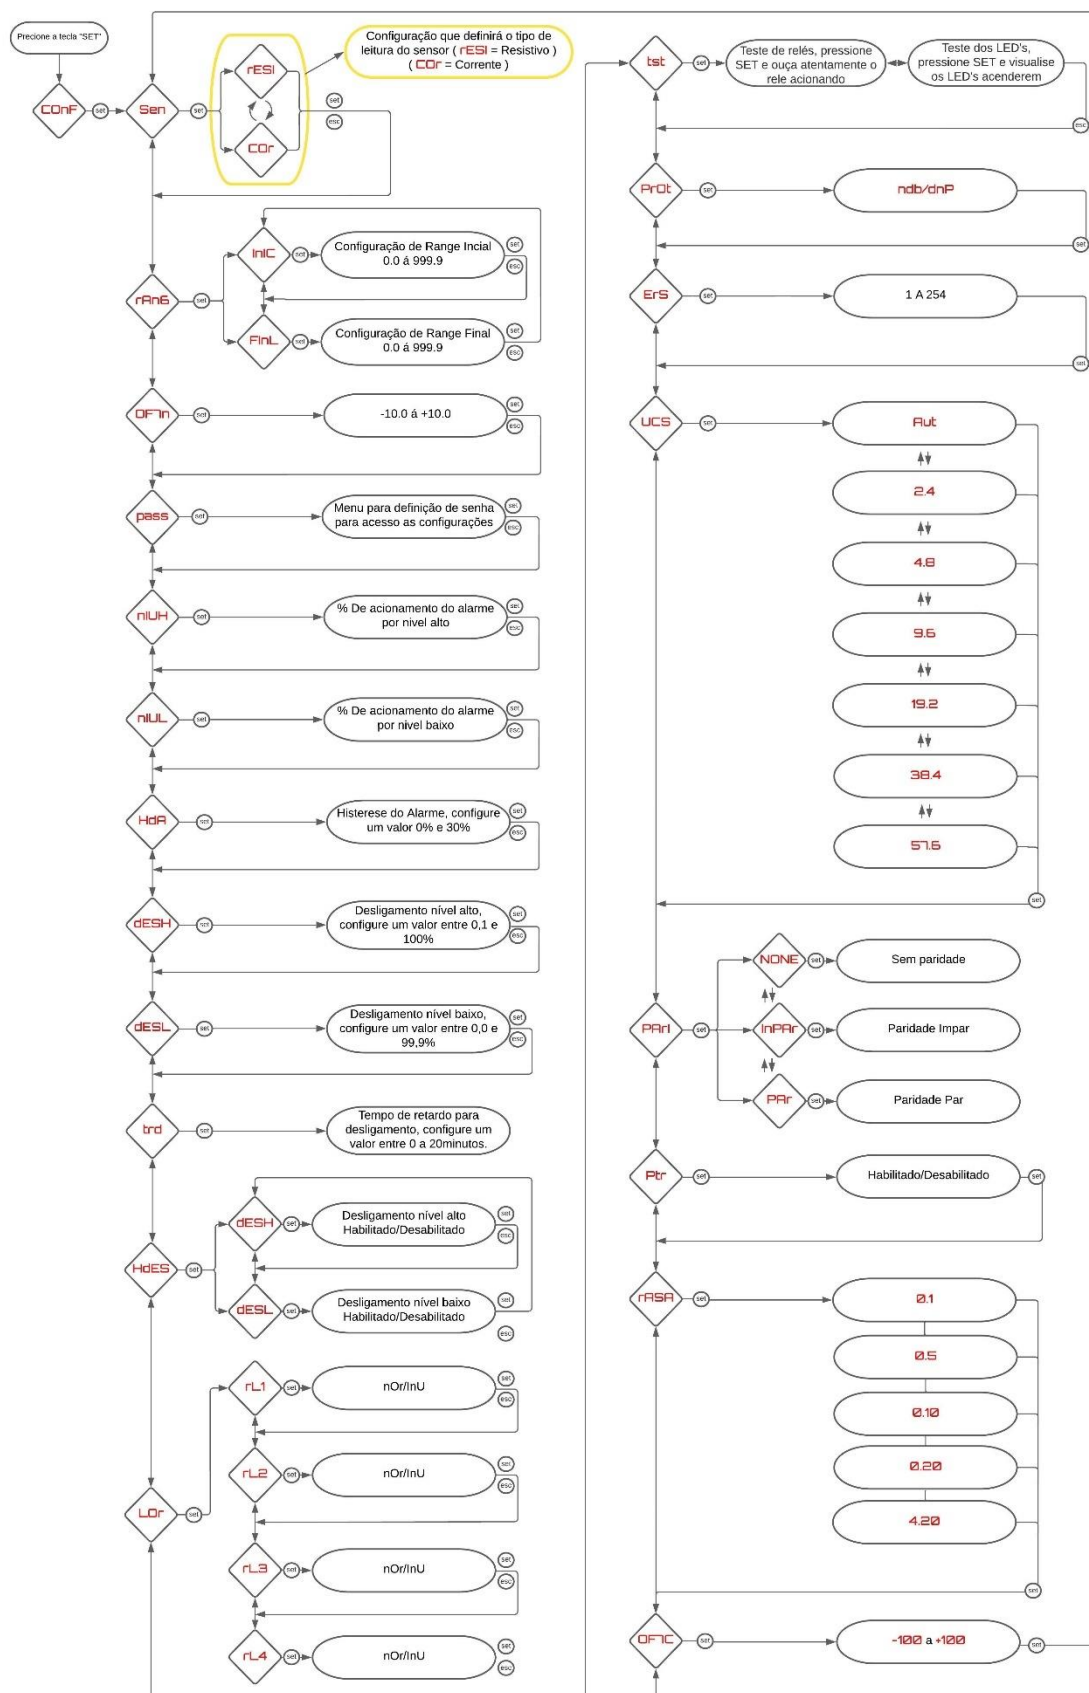 Precione a tecla "SET"
COnF
set
Sen
set
rESI
COr
set
esc
Configuração que definirá o tipo de
leitura do sensor ( rESI = Resistivo )
( COr = Corrente )
rAnG
set
InIC
set
Configuração de Range Incial
0.0 á 999.9
set
esc
FInL
set
Configuração de Range Final
0.0 á 999.9
set
esc
OF7n
set
-10.0 á +10.0
set
esc
pass
set
Menu para definição de senha
para acesso as configurações
set
esc
nIUH
set
% De acionamento do alarme
por nivel alto
set
esc
nIUL
set
% De acionamento do alarme
por nivel baixo
set
esc
HdA
set
Histerese do Alarme, configure
um valor 0% e 30%
set
esc
dESH
set
Desligamento nível alto,
configure um valor entre 0,1 e
100%
set
esc
dESL
set
Desligamento nível baixo,
configure um valor entre 0,0 e
99,9%
set
esc
trd
set
Tempo de retardo para
desligamento, configure um
valor entre 0 a 20minutos.
HdES
set
dESH
set
Desligamento nível alto
Habilitado/Desabilitado
set
esc
dESL
set
Desligamento nível baixo
Habilitado/Desabilitado
set
esc
LOr
set
rL1
set
nOr/InU
set
esc
rL2
set
nOr/InU
set
esc
rL3
set
nOr/InU
set
esc
rL4
set
nOr/InU
set
esc
tst
set
Teste de relés, pressione
SET e ouça atentamente o
rele acionando
Teste dos LED's,
pressione SET e visualise
os LED's acenderem
esc
PrOt
set
ndb/dnP
set
ErS
set
1 A 254
set
UCS
set
Aut
2.4
4.8
9.6
19.2
38.4
57.6
set
PArI
set
NONE
set
Sem paridade
InPAr
set
Paridade Impar
PAr
set
Paridade Par
Ptr
set
Habilitado/Desabilitado
set
rASA
set
0.1
0.5
0.10
0.20
4.20
set
OF7C
set
-100 a +100
set